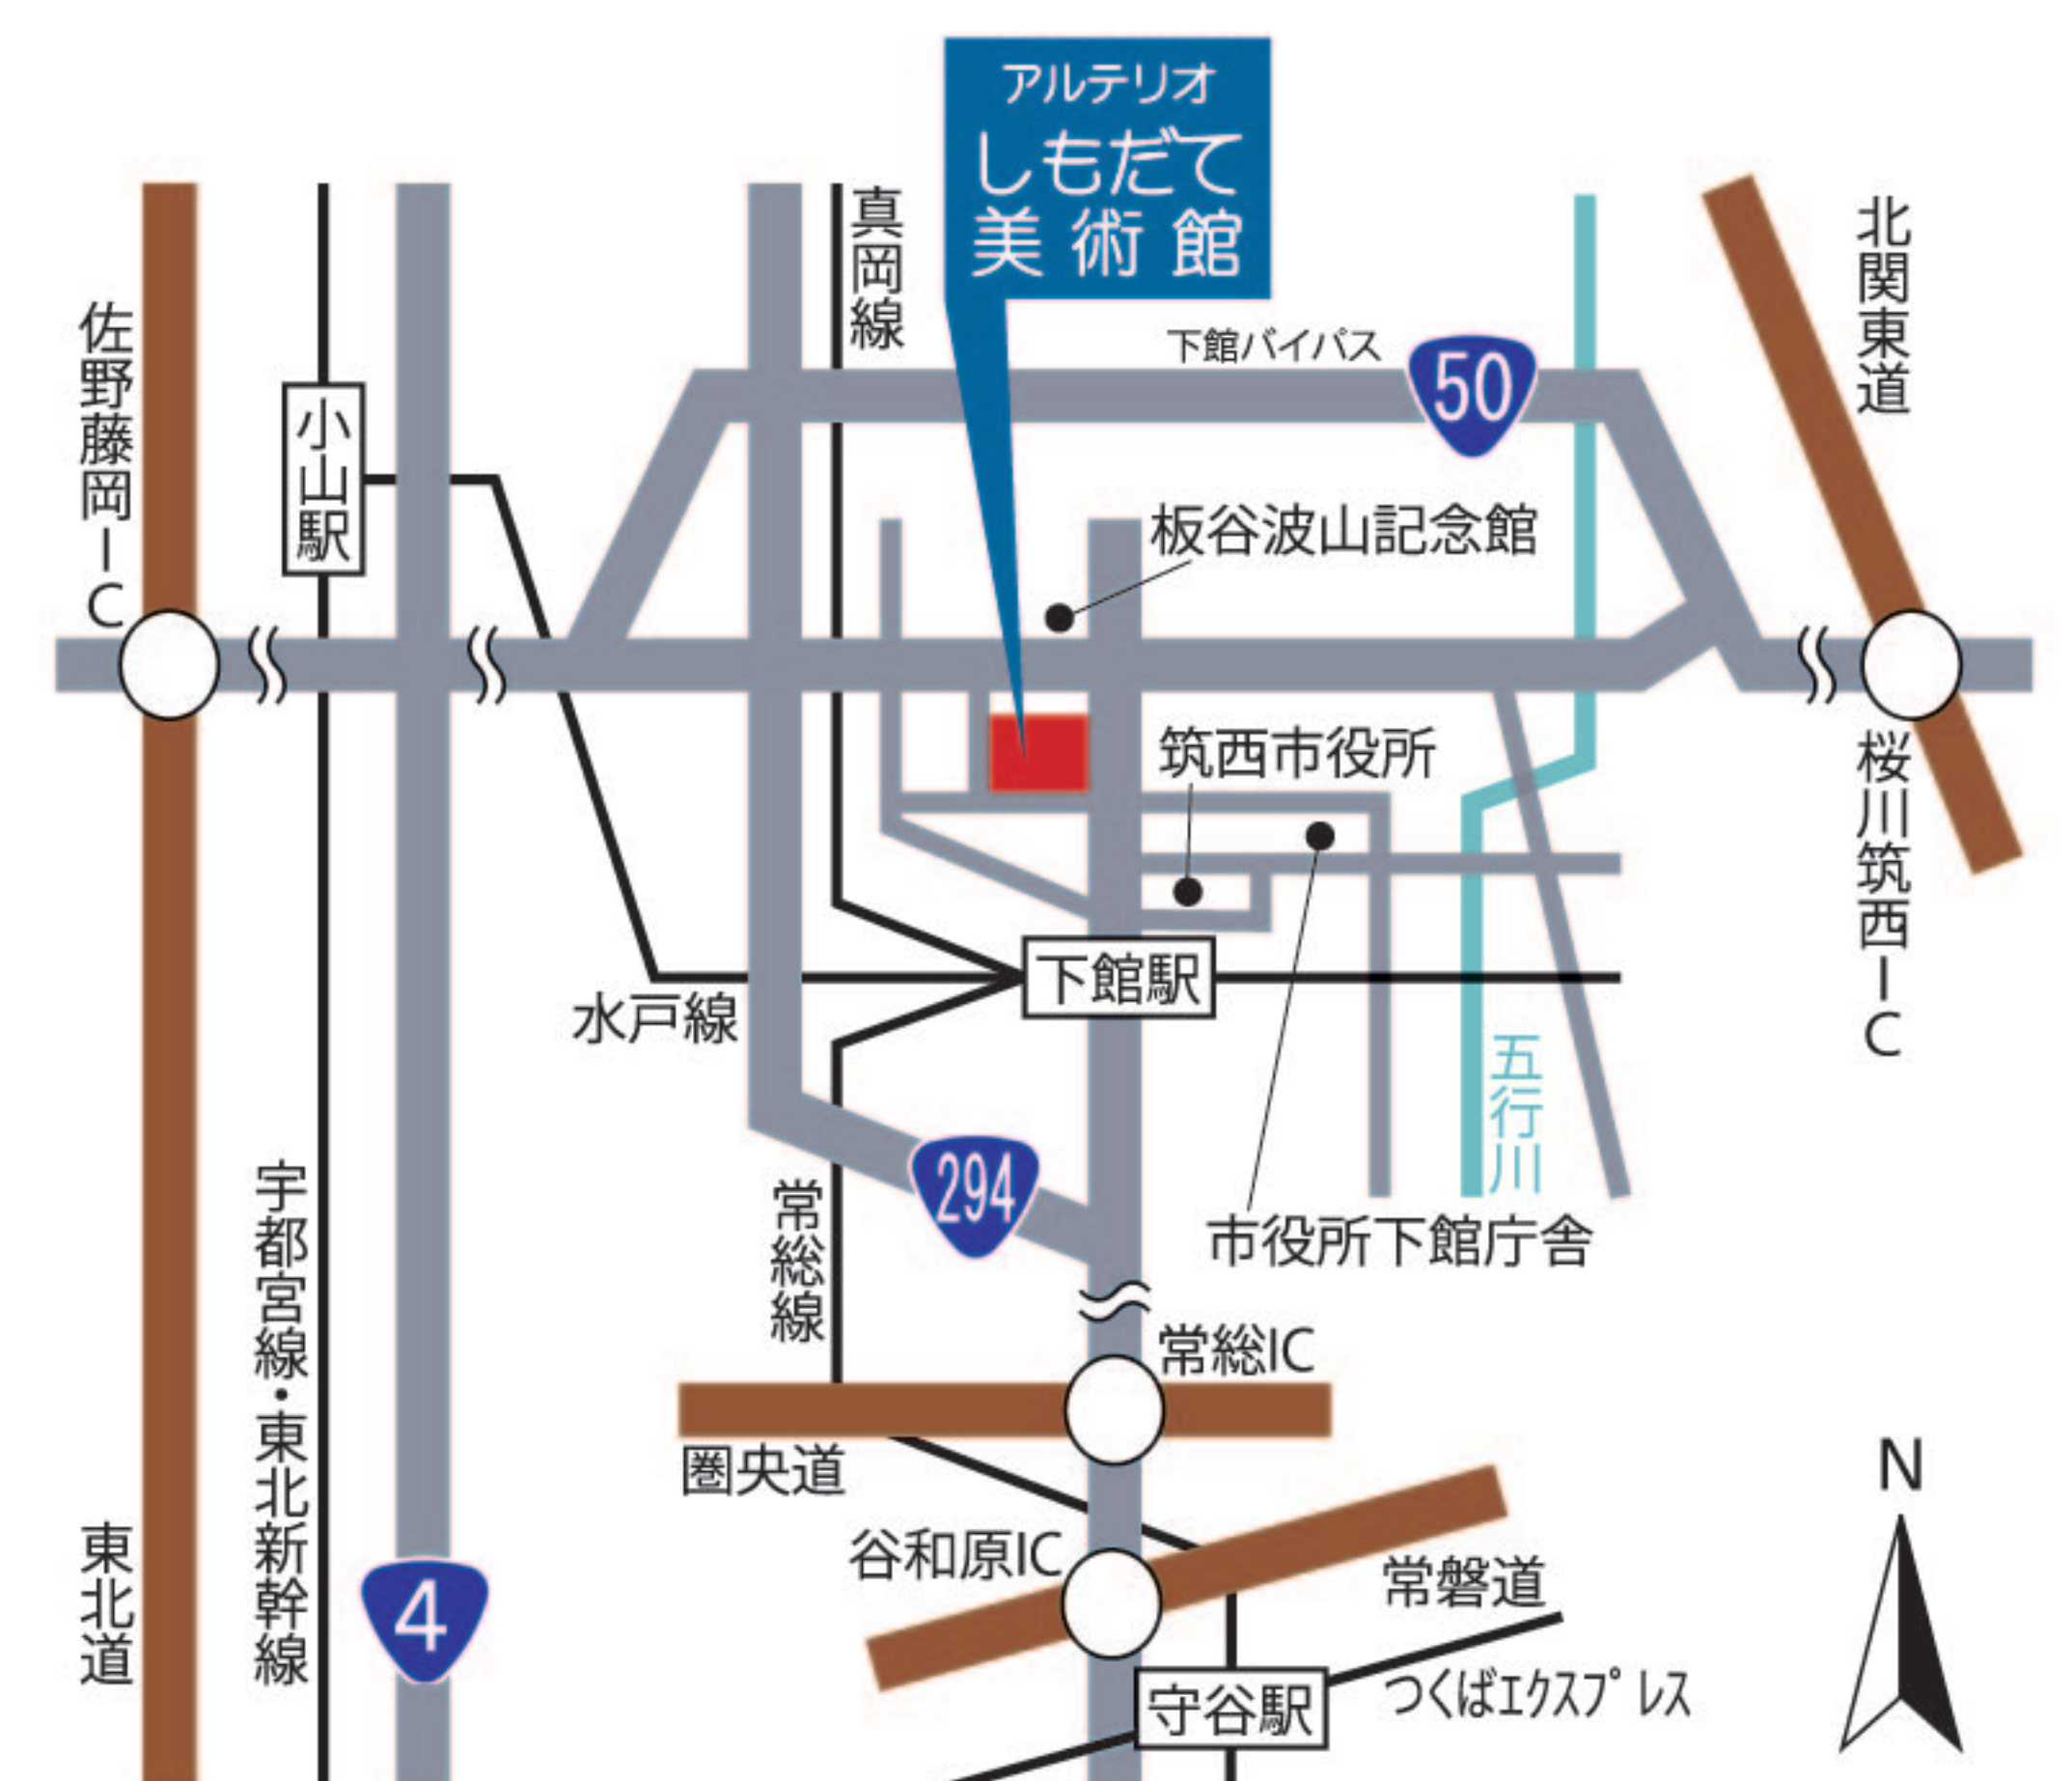 アルテリオ
しもだて
美術館
真岡線
北関東道
佐野藤岡IC
下館バイパス
50
小山駅
板谷波山記念館
筑西市役所
桜川筑西IC
下館駅
水戸線
五行川
294
市役所下館庁舎
常総線
宇都宮線・東北新幹線
常総IC
圏央道
N
東北道
谷和原IC
常磐道
4
守谷駅
つくばエクスプレス